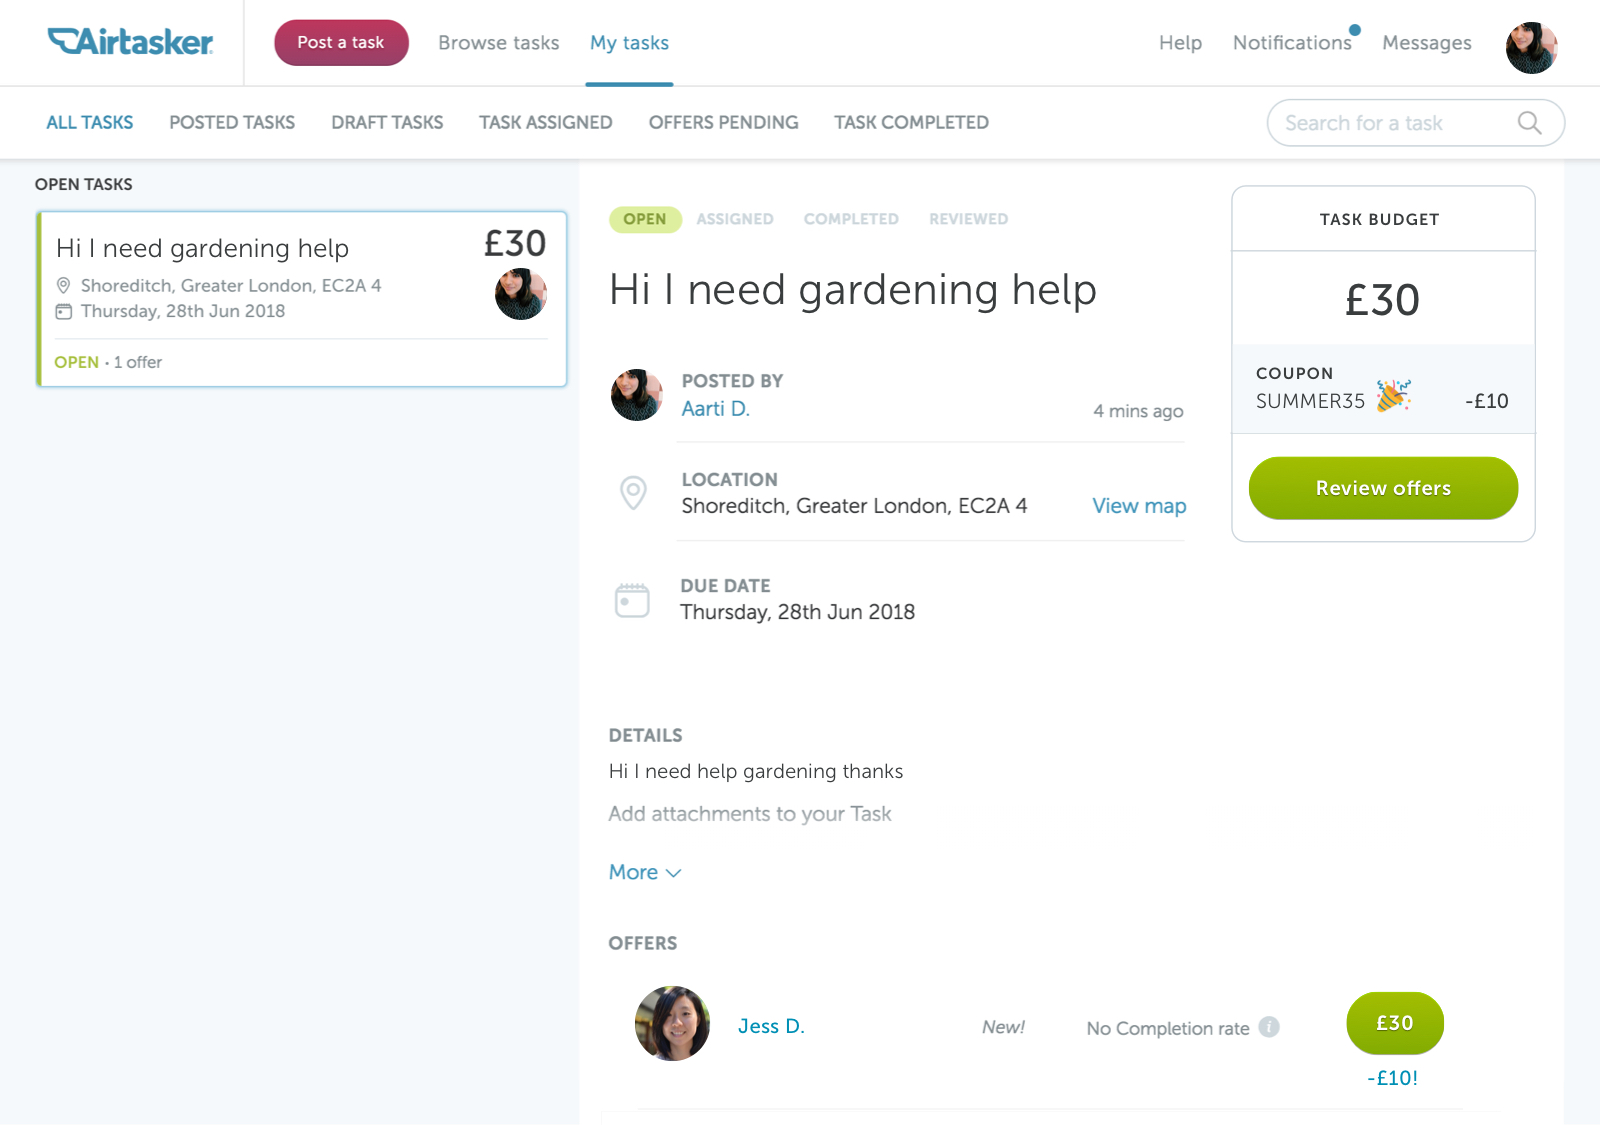 Airtasker
Post a task
Browse tasks
My tasks
Help
Notifications
Messages
ALL TASKS
POSTED TASKS
DRAFT TASKS
TASK ASSIGNED
OFFERS PENDING
TASK COMPLETED
Search for a task
OPEN TASKS
Hi I need gardening help
£30
Shoreditch, Greater London, EC2A 4
Thursday, 28th Jun 2018
OPEN • 1 offer
OPEN
ASSIGNED
COMPLETED
REVIEWED
Hi I need gardening help
POSTED BY
Aarti D.
4 mins ago
LOCATION
Shoreditch, Greater London, EC2A 4
View map
DUE DATE
Thursday, 28th Jun 2018
TASK BUDGET
£30
COUPON
SUMMER35
-£10
Review offers
DETAILS
Hi I need help gardening thanks
Add attachments to your Task
More
OFFERS
Jess D.
New!
No Completion rate
i
£30
-£10!